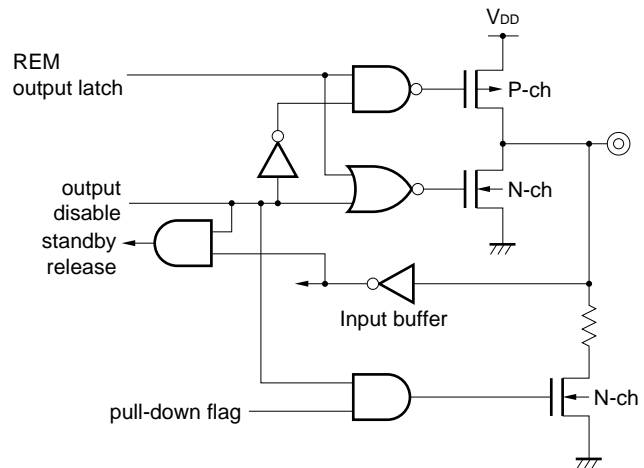 VDD
REM
output latch
P-ch
output
disable
N-ch
standby
release
Input buffer
pull-down flag
N-ch